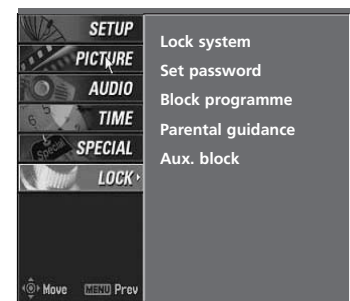 SETUP
PICTURE
AUDIO
TIME
SPECIAL
LOCK
Move MENU Prev
Lock system
Set password
Block programme
Parental guidance
Aux. block